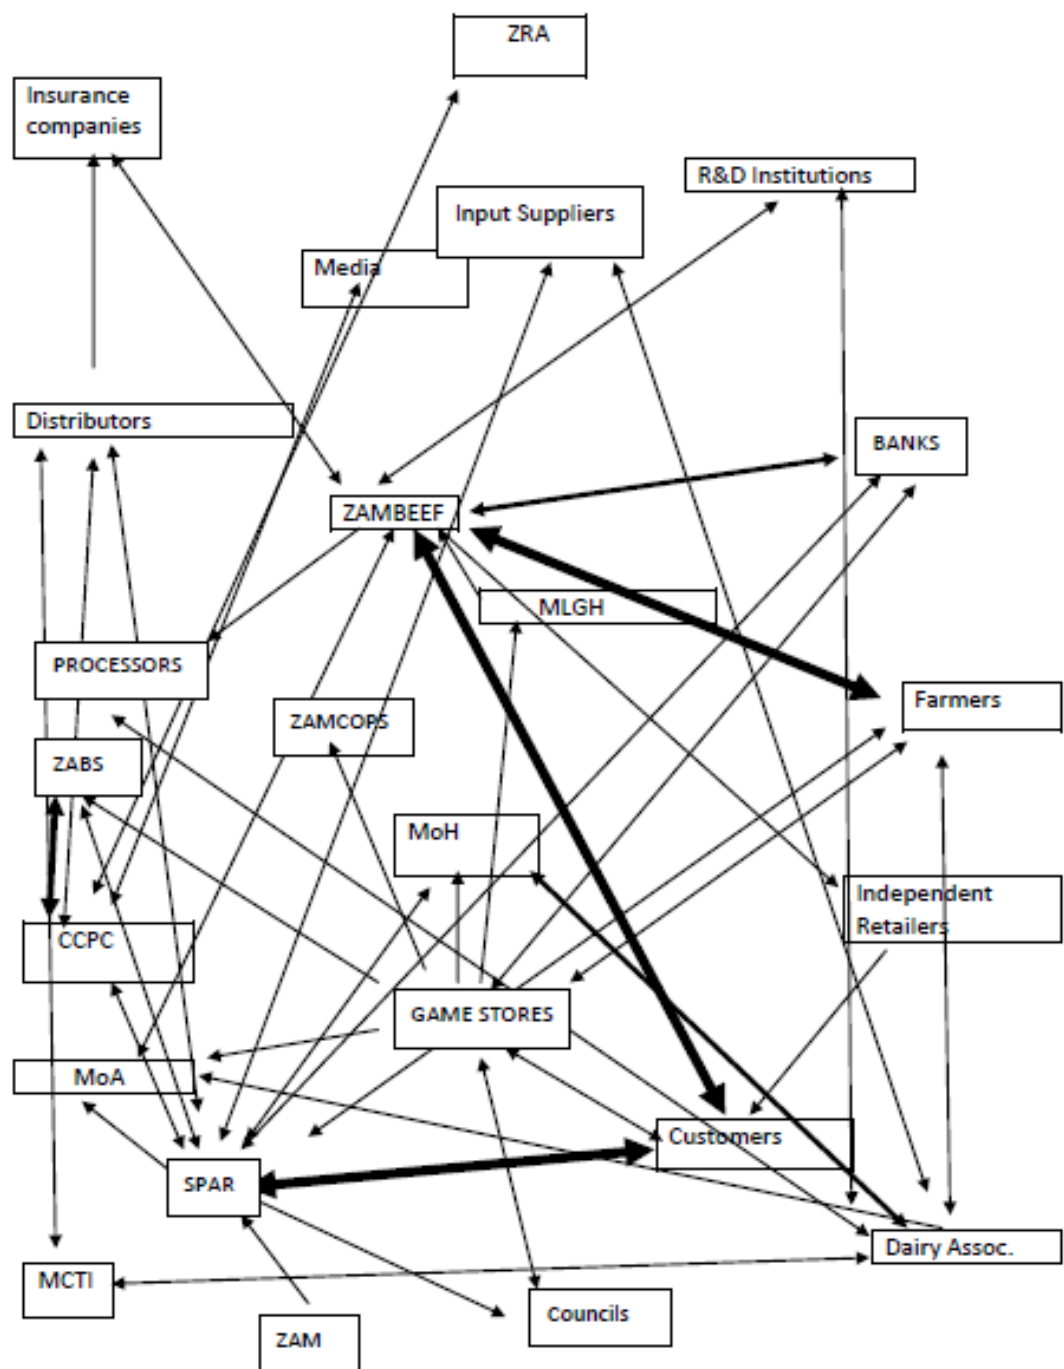 ZRA
Insurance
companies
R&D Institutions
Input Suppliers
Media
Distributors
BANKS
ZAMBEEF
MLGH
PROCESSORS
Farmers
ZAMCOPS
ZABS
MoH
Independent
Retailers
CCPC
GAME STORES
MoA
Customers
SPAR
Dairy Assoc.
MCTI
Councils
ZAM